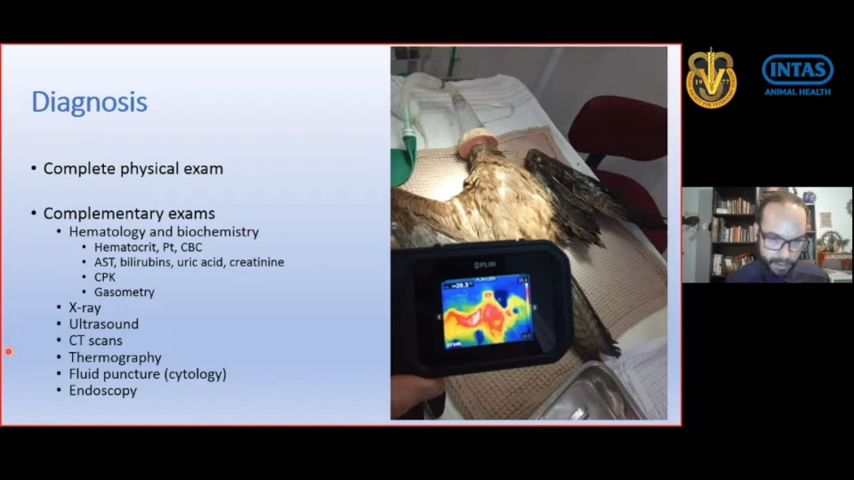 Diagnosis
• Complete physical exam
• Complementary exams
• Hematology and biochemistry
• Hematocrit, Pt, CBC
• AST, bilirubins, uric acid, creatinine
• CPK
• Gasometry
• X-ray
• Ultrasound
• CT scans
• Thermography
• Fluid puncture (cytology)
• Endoscopy
FLIR
INTAS
ANIMAL HEALTH